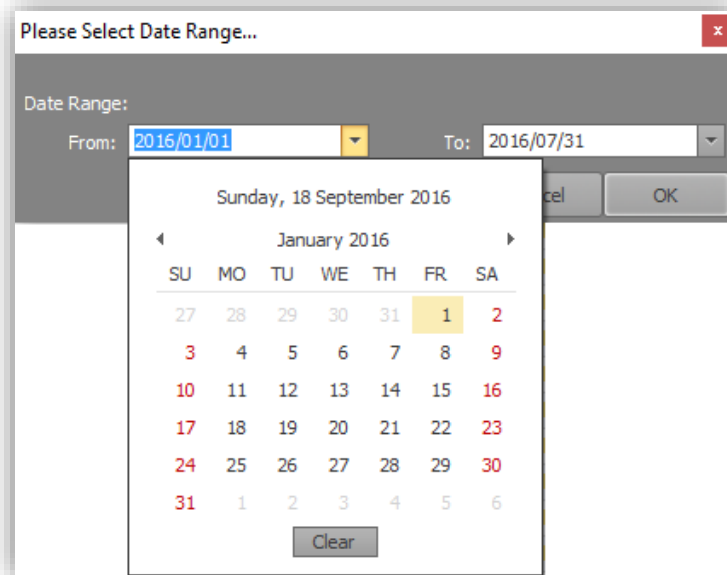 Please Select Date Range...
x
Date Range:
From: 2016/01/01 To: 2016/07/31
cel OK
Sunday, 18 September 2016
January 2016
SU MO TU WE TH FR SA
27 28 29 30 31 1 2
3 4 5 6 7 8 9
10 11 12 13 14 15 16
17 18 19 20 21 22 23
24 25 26 27 28 29 30
31 1 2 3 4 5 6
Clear